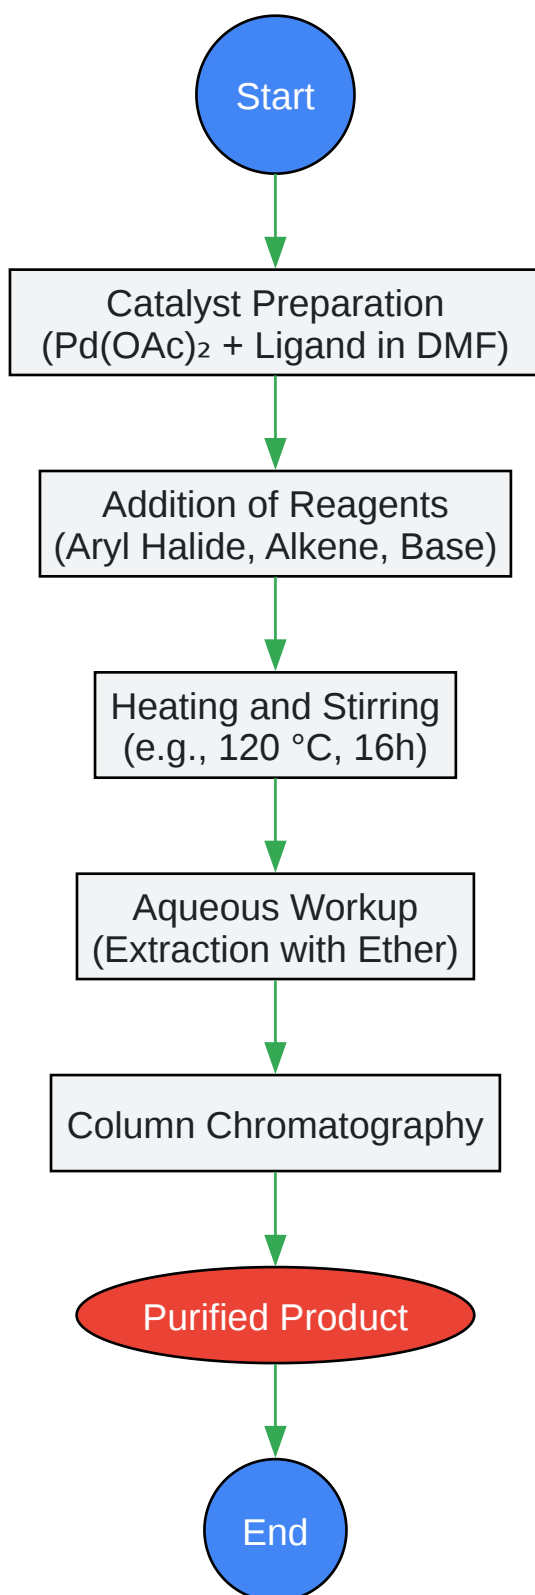 Start
Catalyst Preparation
(Pd(OAc)₂ + Ligand in DMF)
Addition of Reagents
(Aryl Halide, Alkene, Base)
Heating and Stirring
(e.g., 120 °C, 16h)
Aqueous Workup
(Extraction with Ether)
Column Chromatography
Purified Product
End